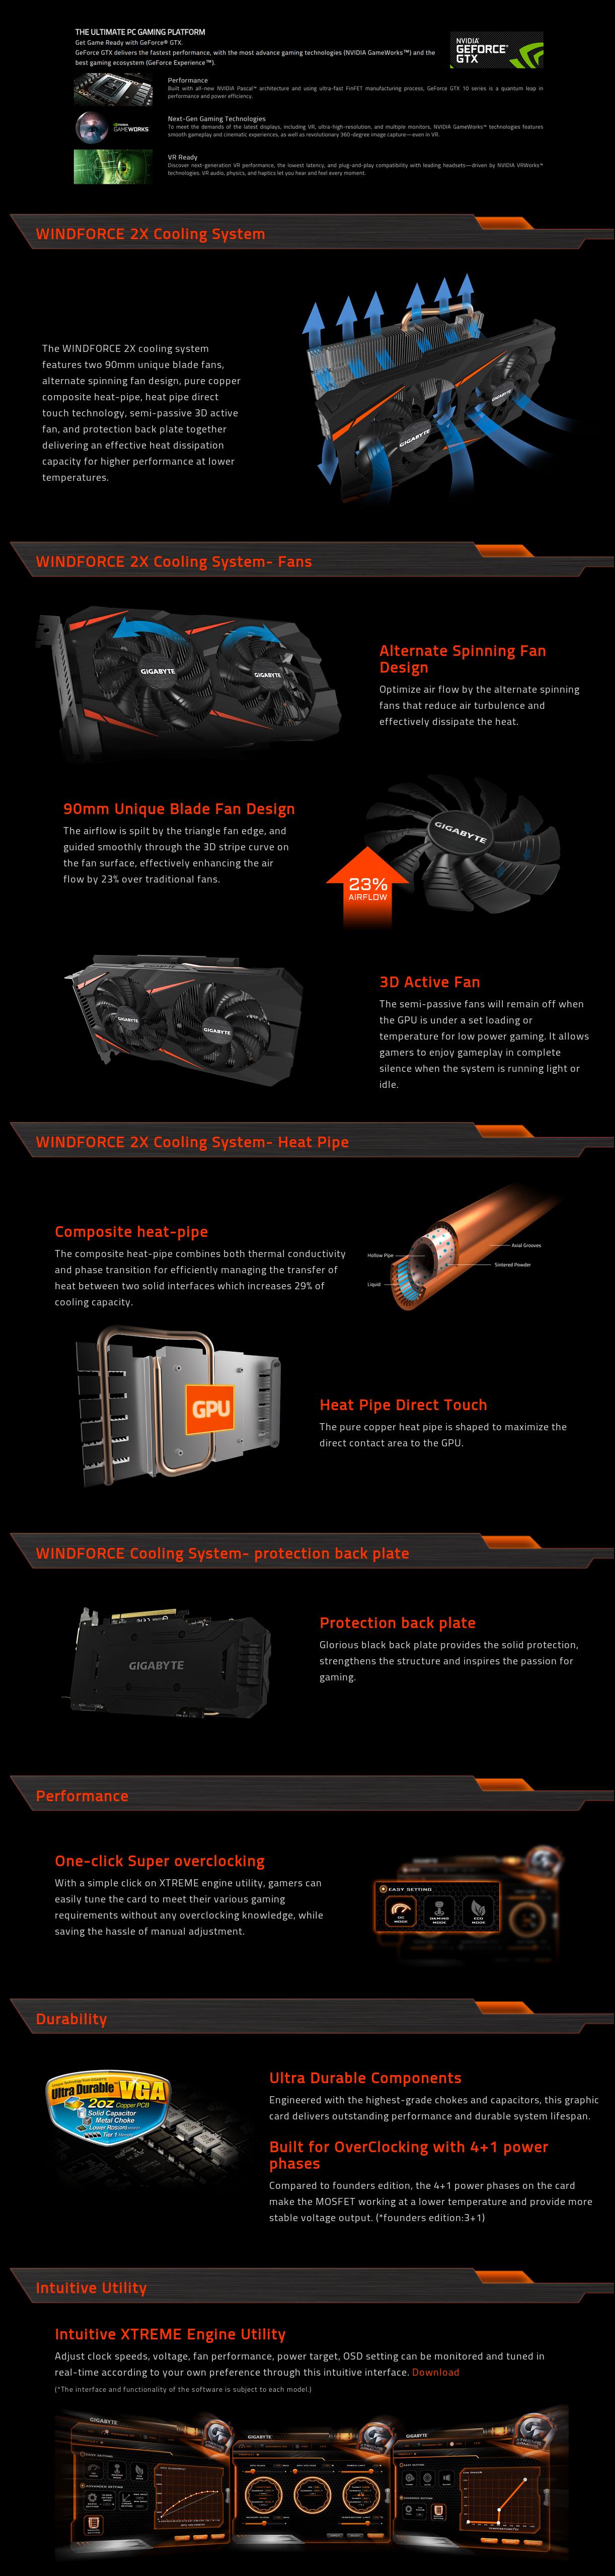 THE ULTIMATE PC GAMING PLATFORM
Get Game Ready with GeForce® GTX.
GeForce GTX delivers the fastest performance, with the most advance gaming technologies (NVIDIA GameWorks™) and the
best gaming ecosystem (GeForce Experience™).
NVIDIA
GEFORCE®
GTX
Performance
Built with all-new NVIDIA Pascal™ architecture and using ultra-fast FinFET manufacturing process, GeForce GTX 10 series is a quantum leap in
performance and power efficiency.
NVIDIA
GAMEWORKS
Next-Gen Gaming Technologies
To meet the demands of the latest displays, including VR, ultra-high-resolution, and multiple monitors, NVIDIA GameWorks™ technologies features
smooth gameplay and cinematic experiences, as well as revolutionary 360-degree image capture—even in VR.
VR Ready
Discover next-generation VR performance, the lowest latency, and plug-and-play compatibility with leading headsets—driven by NVIDIA VRWorks™
technologies. VR audio, physics, and haptics let you hear and feel every moment.
WINDFORCE 2X Cooling System
The WINDFORCE 2X cooling system
features two 90mm unique blade fans,
alternate spinning fan design, pure copper
composite heat-pipe, heat pipe direct
touch technology, semi-passive 3D active
fan, and protection back plate together
delivering an effective heat dissipation
capacity for higher performance at lower
temperatures.
GIGABYTE
GIGABYTE
WINDFORCE 2X Cooling System- Fans
GIGABYTE
GIGABYTE
Alternate Spinning Fan
Design
Optimize air flow by the alternate spinning
fans that reduce air turbulence and
effectively dissipate the heat.
90mm Unique Blade Fan Design
The airflow is spilt by the triangle fan edge, and
guided smoothly through the 3D stripe curve on
the fan surface, effectively enhancing the air
flow by 23% over traditional fans.
GIGABYTE
23%
AIRFLOW
GIGABYTE
GIGABYTE
3D Active Fan
The semi-passive fans will remain off when
the GPU is under a set loading or
temperature for low power gaming. It allows
gamers to enjoy gameplay in complete
silence when the system is running light or
idle.
WINDFORCE 2X Cooling System- Heat Pipe
Composite heat-pipe
The composite heat-pipe combines both thermal conductivity
and phase transition for efficiently managing the transfer of
heat between two solid interfaces which increases 29% of
cooling capacity.
Axial Grooves
Hollow Pipe
Sintered Powder
Liquid
GPU
Heat Pipe Direct Touch
The pure copper heat pipe is shaped to maximize the
direct contact area to the GPU.
WINDFORCE Cooling System- protection back plate
GIGABYTE
Protection back plate
Glorious black back plate provides the solid protection,
strengthens the structure and inspires the passion for
gaming.
Performance
One-click Super overclocking
With a simple click on XTREME engine utility, gamers can
easily tune the card to meet their various gaming
requirements without any overclocking knowledge, while
saving the hassle of manual adjustment.
EASY SETTING
OC
MODE
GAMING
MODE
ECO
MODE
Durability
Ultra Durable VGA
2oz Copper PCB
Solid Capacitor
Metal Choke
Lower RDS(on) MOSFET
Tier 1 Memory
Ultra Durable Components
Engineered with the highest-grade chokes and capacitors, this graphic
card delivers outstanding performance and durable system lifespan.
Built for OverClocking with 4+1 power
phases
Compared to founders edition, the 4+1 power phases on the card
make the MOSFET working at a lower temperature and provide more
stable voltage output. (*founders edition:3+1)
Intuitive Utility
Intuitive XTREME Engine Utility
Adjust clock speeds, voltage, fan performance, power target, OSD setting can be monitored and tuned in
real-time according to your own preference through this intuitive interface. Download
(*The interface and functionality of the software is subject to each model.)
GIGABYTE
GIGABYTE
GIGABYTE
EASY SETTING
ADVANCED SETTING